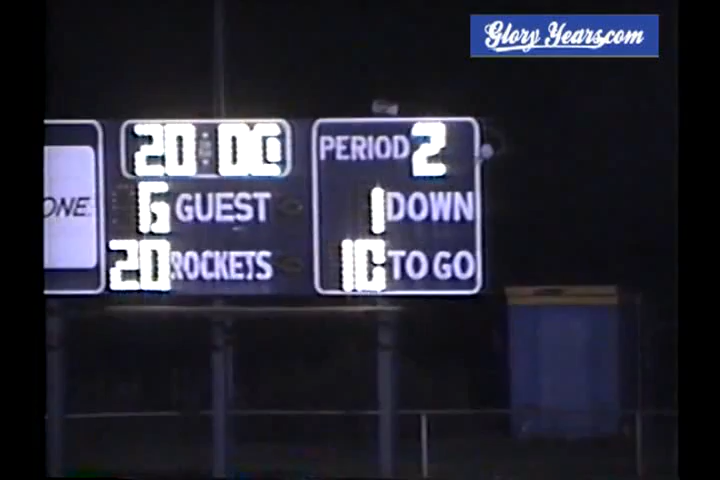 Glory Years.com
20:00
PERIOD 2
ONE.
6 GUEST
1 DOWN
20 ROCKETS
10 TO GO